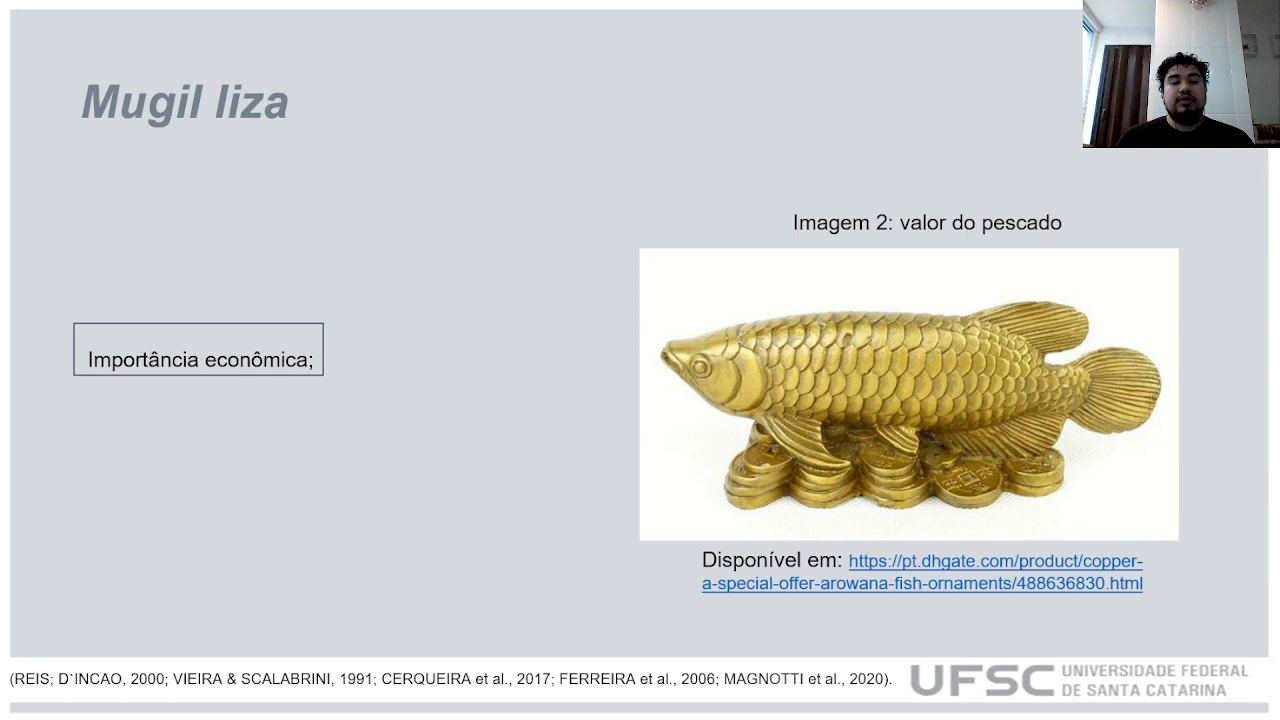 Mugil liza
Imagem 2: valor do pescado
Importância econômica;
Disponível em: https://pt.dhgate.com/product/copper-
a-special-offer-arowana-fish-ornaments/488636830.html
(REIS; D`INCAO, 2000; VIEIRA & SCALABRINI, 1991; CERQUEIRA et al., 2017; FERREIRA et al., 2006; MAGNOTTI et al., 2020).
UFSC
UNIVERSIDADE FEDERAL
DE SANTA CATARINA